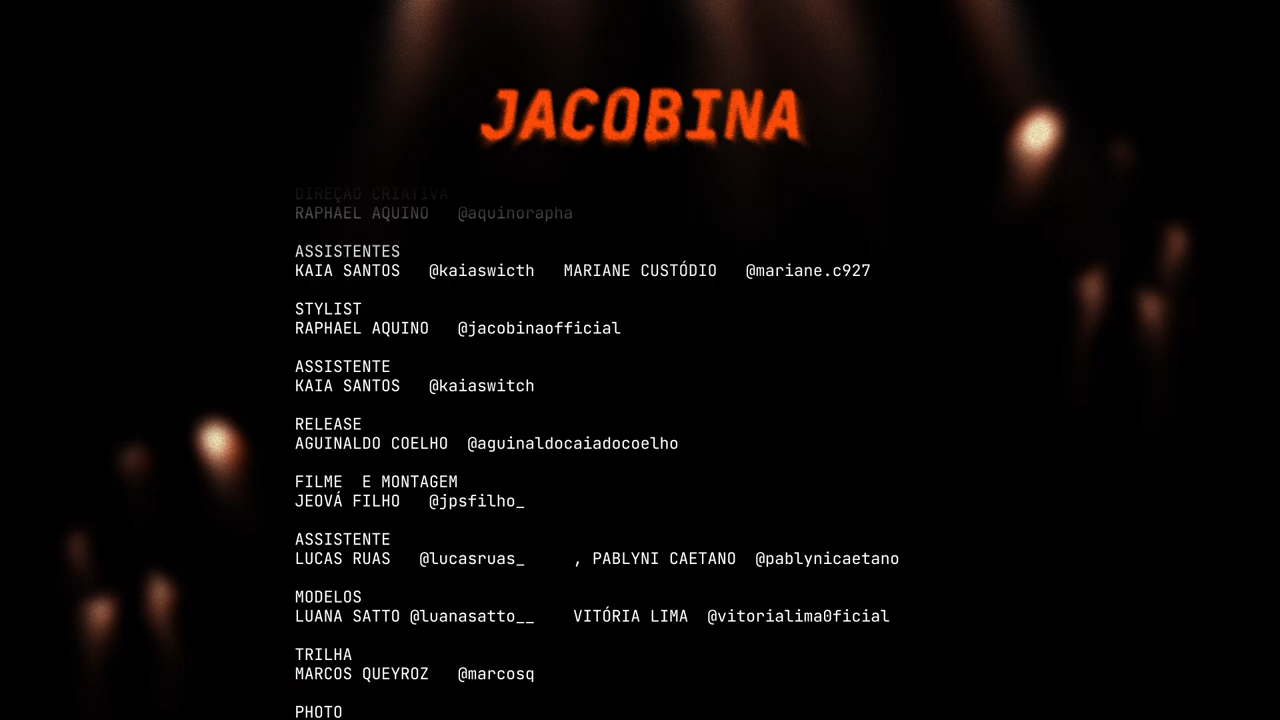 JACOBINA
DIREÇÃO CRIATIVA
RAPHAEL AQUINO @aquinorapha
ASSISTENTES
KAIA SANTOS @kaiaswicth MARIANE CUSTÓDIO @mariane.c927
STYLIST
RAPHAEL AQUINO @jacobinaofficial
ASSISTENTE
KAIA SANTOS @kaiaswitch
RELEASE
AGUINALDO COELHO @aguinaldocaiadocoelho
FILME E MONTAGEM
JEOVÁ FILHO @jpsfilho_
ASSISTENTE
LUCAS RUAS @lucasruas_ , PABLYNI CAETANO @pablynicaetano
MODELOS
LUANA SATTO @luanasatto__ VITÓRIA LIMA @vitorialima0ficial
TRILHA
MARCOS QUEYROZ @marcosq
PHOTO